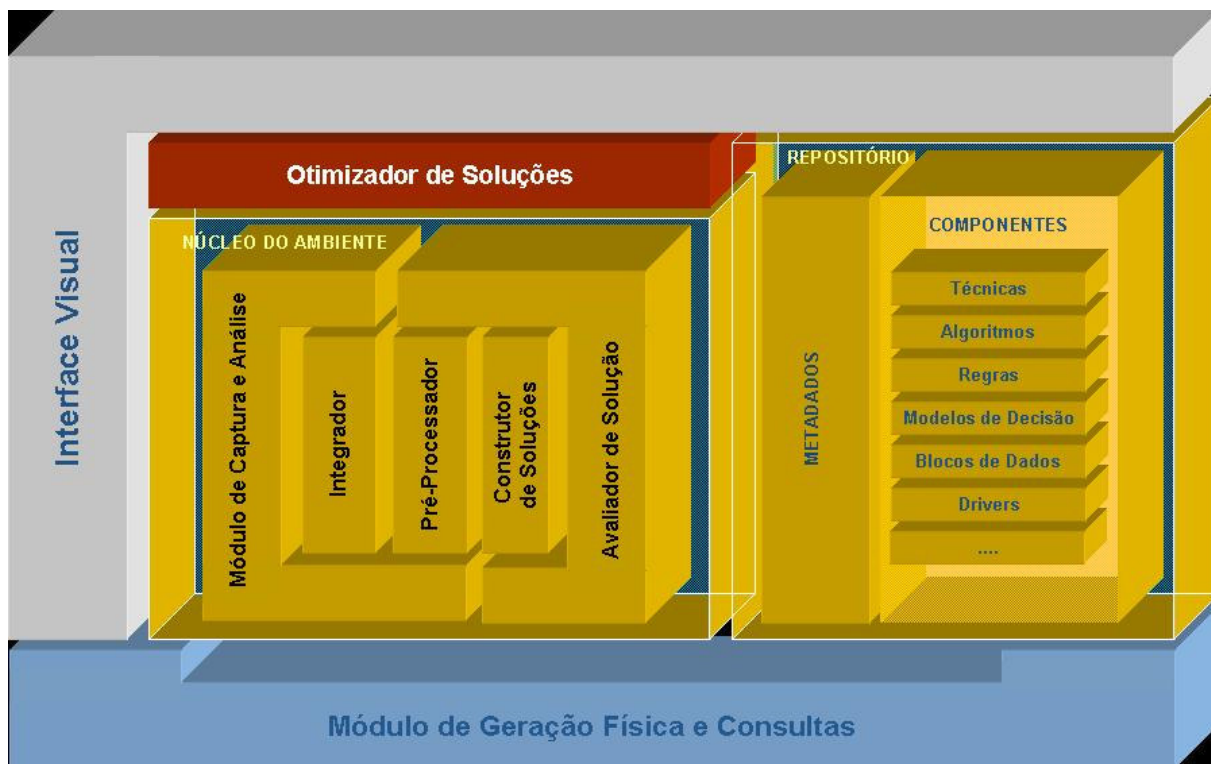 Interface Visual
Otimizador de Soluções
NÚCLEO DO AMBIENTE
Módulo de Captura e Análise
Integrador
Pré-Processador
Construtor
de Soluções
Avaliador de Solução
REPOSITÓRIO
METADADOS
COMPONENTES
Técnicas
Algoritmos
Regras
Modelos de Decisão
Blocos de Dados
Drivers
....
Módulo de Geração Física e Consultas